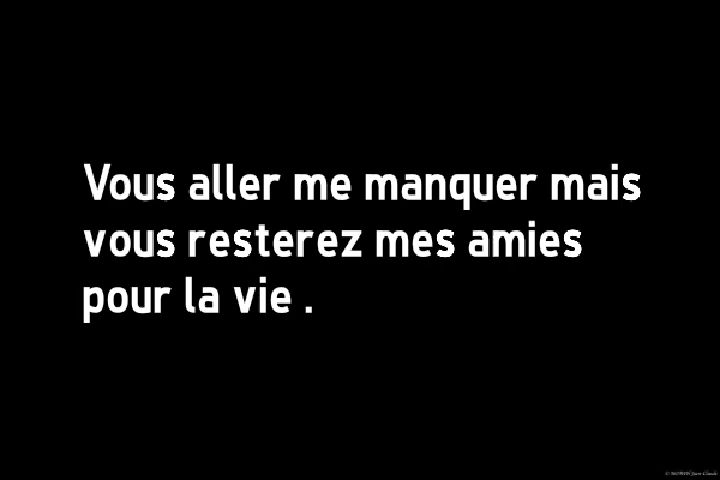 Vous aller me manquer mais
vous resterez mes amies
pour la vie .